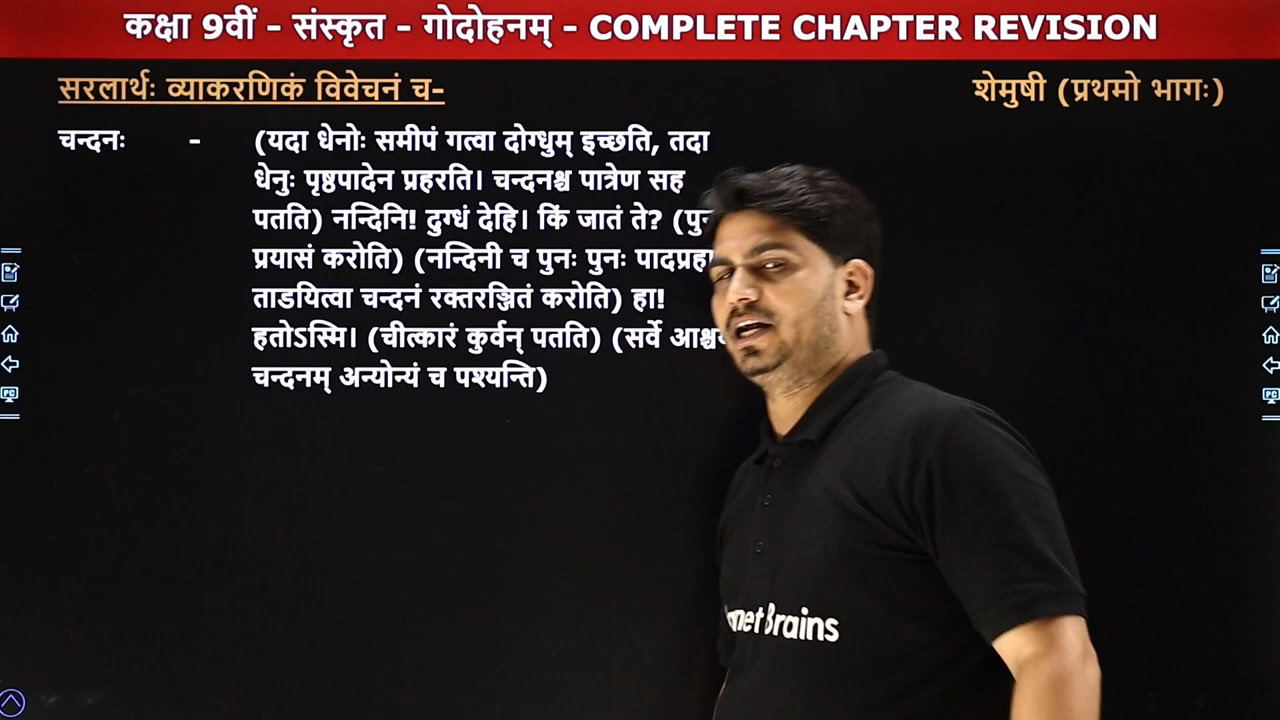 कक्षा 9वीं - संस्कृत - गोदोहनम् - COMPLETE CHAPTER REVISION
सरलार्थः व्याकरणिकं विवेचनं च-
शेमुषी (प्रथमो भागः)
चन्दनः - (यदा धेनोः समीपं गत्वा दोग्धुम् इच्छति, तदा
धेनुः पृष्ठपादेन प्रहरति। चन्दनश्च पात्रेण सह
पतति) नन्दिनि! दुग्धं देहि। किं जातं ते?
प्रयासं करोति) (नन्दिनी च पुनः पुनः
ताडयित्वा चन्दनं रक्तरञ्जितं करोति) हा!
हतोऽस्मि। (चीत्कारं कुर्वन् पतति) (सर्वे
चन्दनम् अन्योन्यं च पश्यन्ति)
Brains
PC
PC